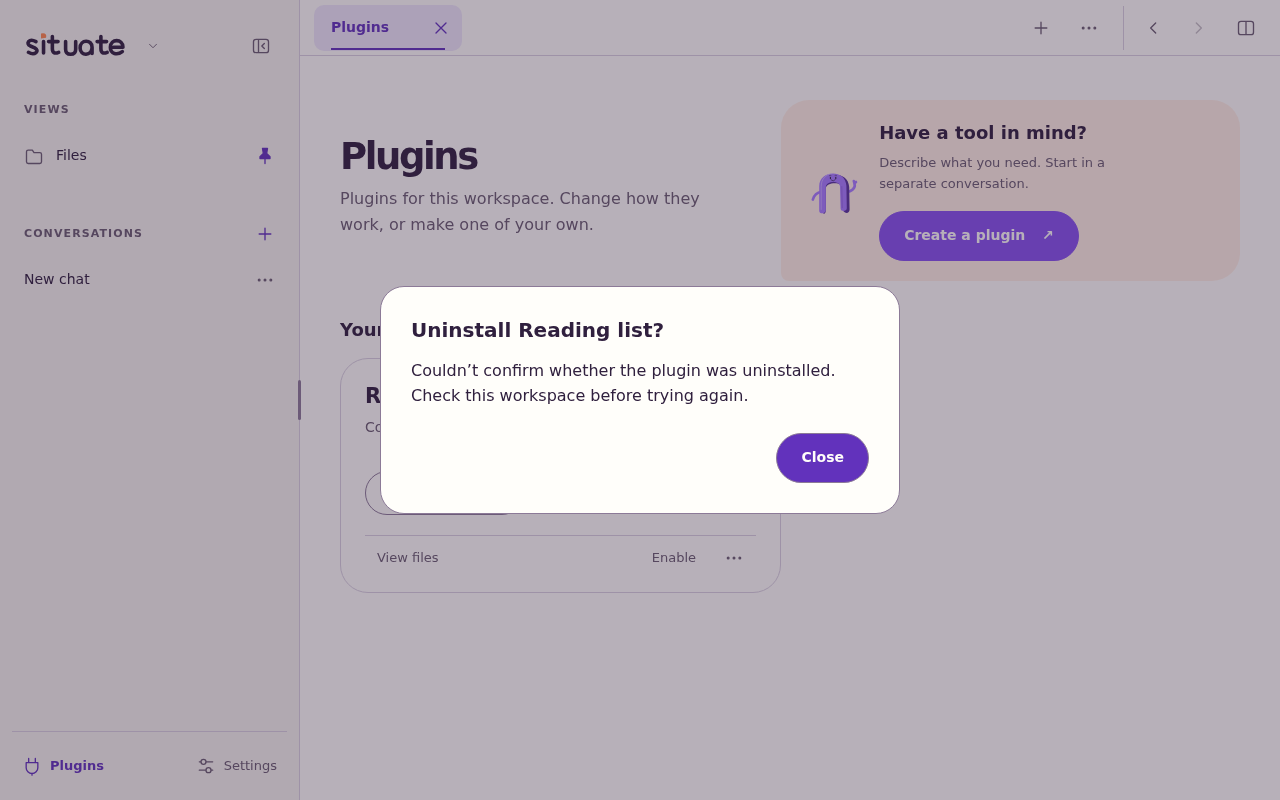 situate
VIEWS
Files
CONVERSATIONS
New chat
Plugins
Settings
Plugins
Plugins
Plugins for this workspace. Change how they
work, or make one of your own.
Have a tool in mind?
Describe what you need. Start in a
separate conversation.
Create a plugin ↗
Your
Uninstall Reading list?
Couldn’t confirm whether the plugin was uninstalled.
Check this workspace before trying again.
Close
View files
Enable